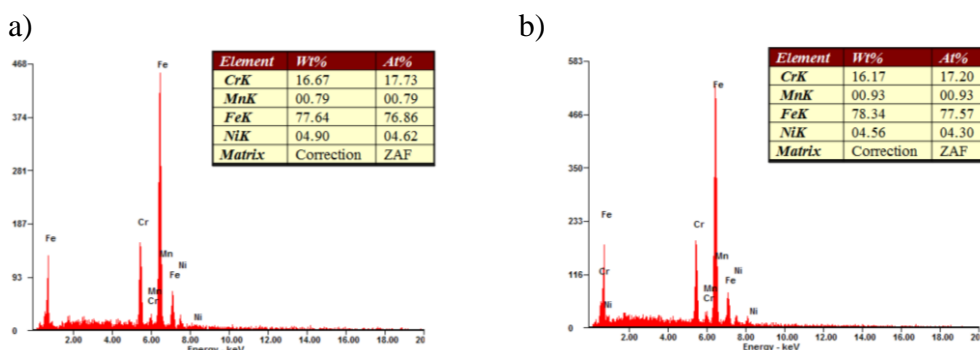 a)
468
374
281
187
93
0
Fe
Fe
Cr
Mn
Mn
Cr
Fe
Ni
Ni
2.00 4.00 6.00 8.00 10.00 12.00 14.00 16.00 18.00 20
Energy - keV
Element Wt% At%
CrK 16.67 17.73
MnK 00.79 00.79
FeK 77.64 76.86
NiK 04.90 04.62
Matrix Correction ZAF
b)
583
466
350
233
116
0
Fe
Fe
Cr
Ni
Cr
Mn
Mn
Cr
Fe
Ni
Ni
2.00 4.00 6.00 8.00 10.00 12.00 14.00 16.00 18.00 20
Energy - keV
Element Wt% At%
CrK 16.17 17.20
MnK 00.93 00.93
FeK 78.34 77.57
NiK 04.56 04.30
Matrix Correction ZAF